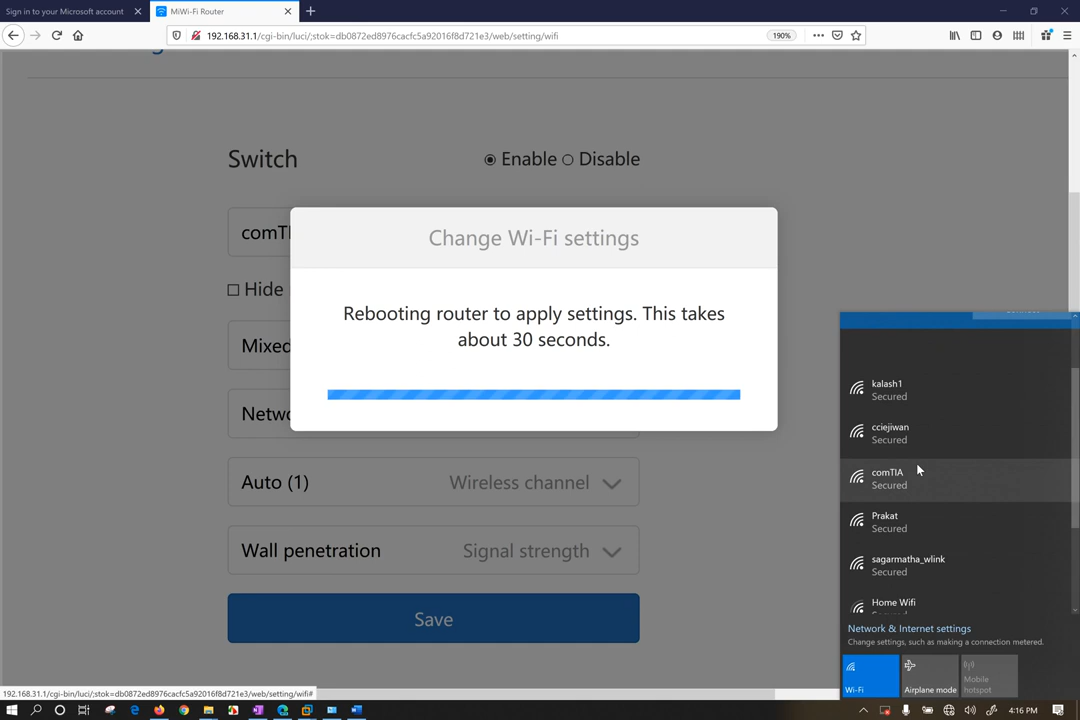 Sign in to your Microsoft account
MiWi-Fi Router
192.168.31.1/cgi-bin/luci/;stok=db0872ed8976cacfc5a92016f8d721e3/web/setting/wifi
190%
Switch
Enable
Disable
comTI
Hide
Mixed
Netwo
Auto (1)
Wireless channel
Wall penetration
Signal strength
Save
Change Wi-Fi settings
Rebooting router to apply settings. This takes
about 30 seconds.
kalash1
Secured
cciejiwan
Secured
comTIA
Secured
Prakat
Secured
sagarmatha_wlink
Secured
Home Wifi
Network & Internet settings
Change settings, such as making a connection metered.
Wi-Fi
Airplane mode
Mobile
hotspot
192.168.31.1/cgi-bin/luci/;stok=db0872ed8976cacfc5a92016f8d721e3/web/setting/wifi#
4:16 PM